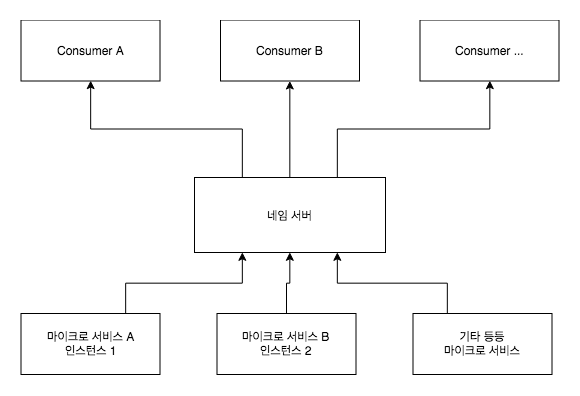 Consumer A
Consumer B
Consumer ...
네임 서버
마이크로 서비스 A
인스턴스 1
마이크로 서비스 B
인스턴스 2
기타 등등
마이크로 서비스